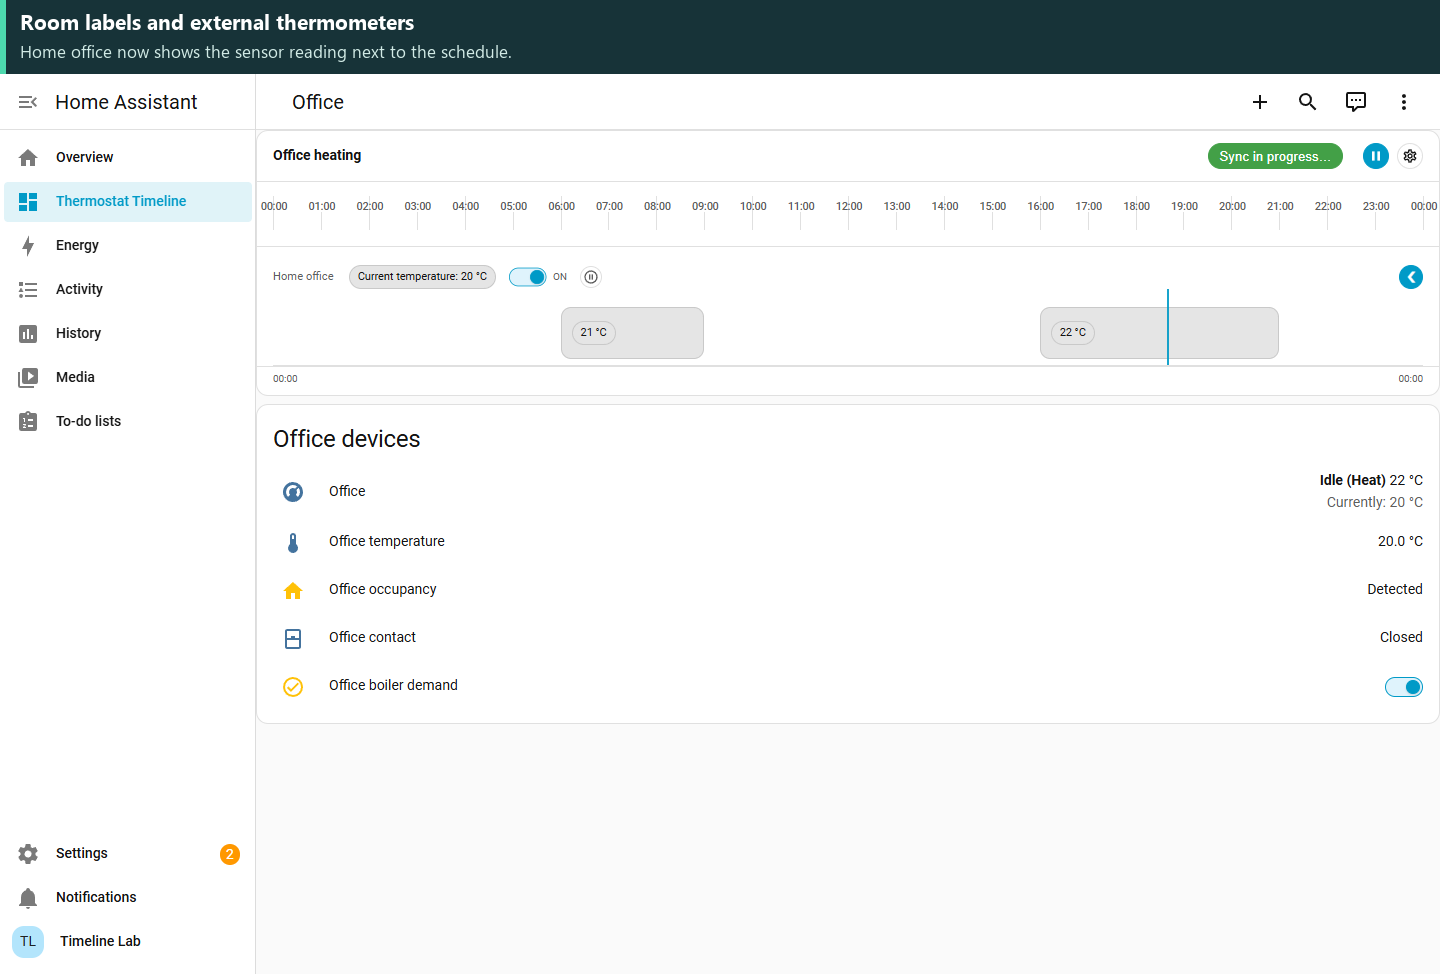 Room labels and external thermometers
Home office now shows the sensor reading next to the schedule.
Home Assistant
Office
Overview
Thermostat Timeline
Energy
Activity
History
Media
To-do lists
Settings
2
Notifications
TL
Timeline Lab
Office heating
Sync in progress...
00:00 01:00 02:00 03:00 04:00 05:00 06:00 07:00 08:00 09:00 10:00 11:00 12:00 13:00 14:00 15:00 16:00 17:00 18:00 19:00 20:00 21:00 22:00 23:00 00:00
Home office Current temperature: 20 °C ON
21 °C 22 °C
00:00 00:00
Office devices
Office Idle (Heat) 22 °C
Currently: 20 °C
Office temperature 20.0 °C
Office occupancy Detected
Office contact Closed
Office boiler demand